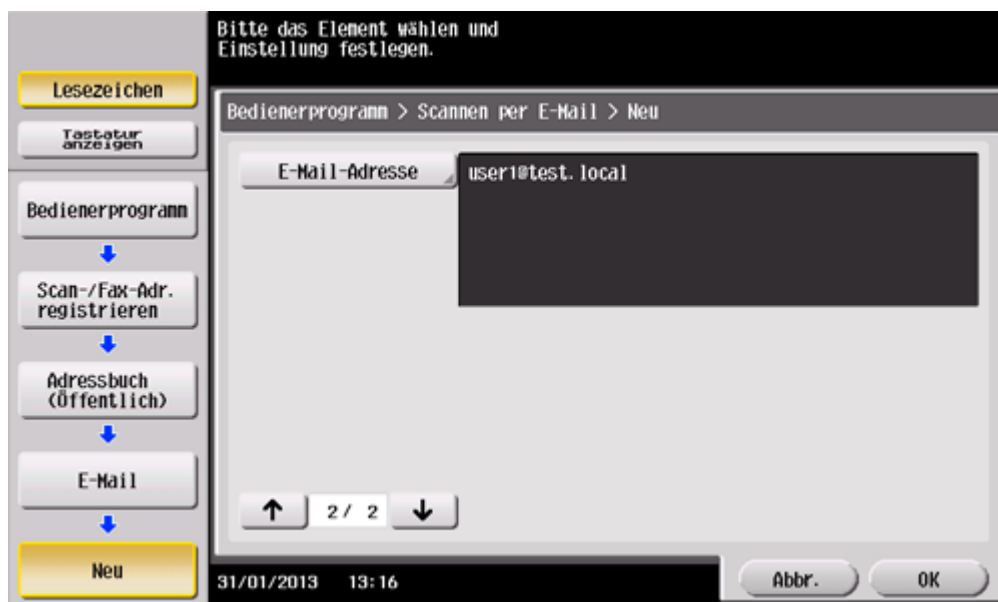 Bitte das Element wählen und
Einstellung festlegen.
Lesezeichen
Tastatur
anzeigen
Bedienerprogramm
Scan-/Fax-Adr.
registrieren
Adressbuch
(Öffentlich)
E-Mail
Neu
Bedienerprogramm > Scannen per E-Mail > Neu
E-Mail-Adresse
user1@test.local
2/ 2
31/01/2013 13:16
Abbr.
OK